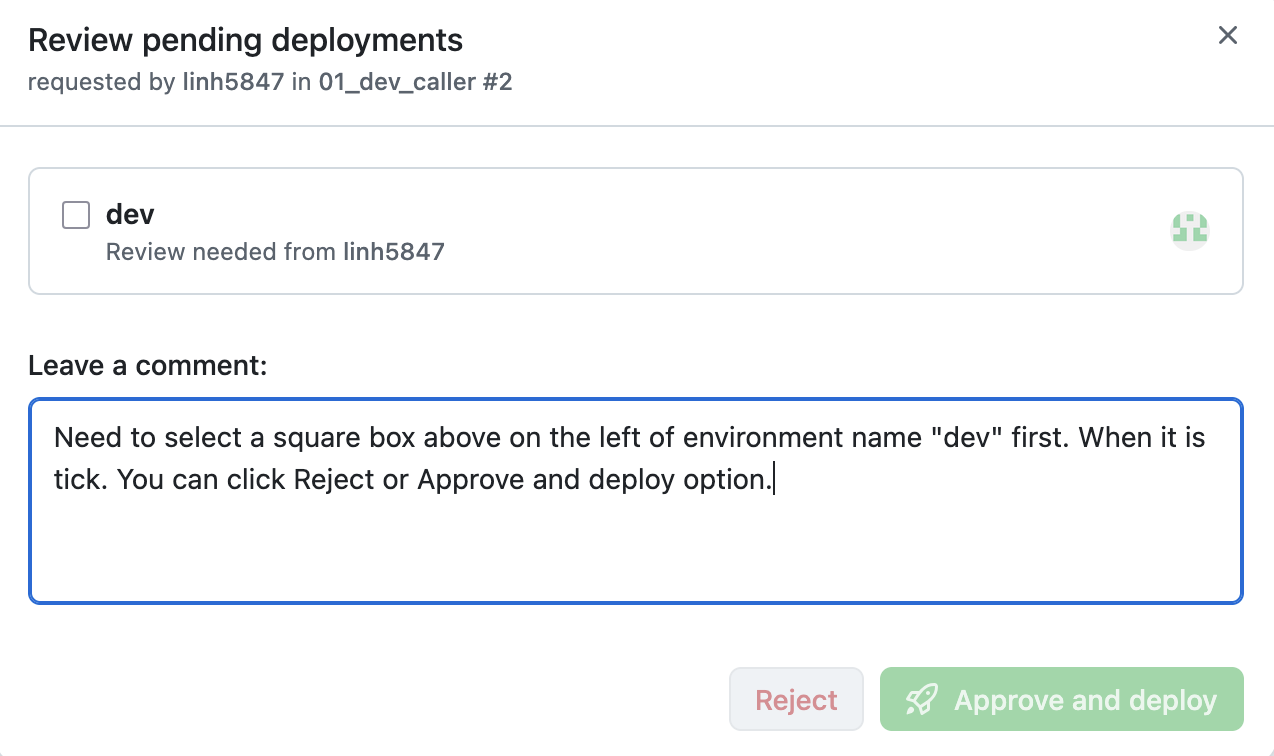 Review pending deployments
requested by linh5847 in 01_dev_caller #2
dev
Review needed from linh5847
Leave a comment:
Need to select a square box above on the left of environment name "dev" first. When it is
tick. You can click Reject or Approve and deploy option.
Reject
Approve and deploy